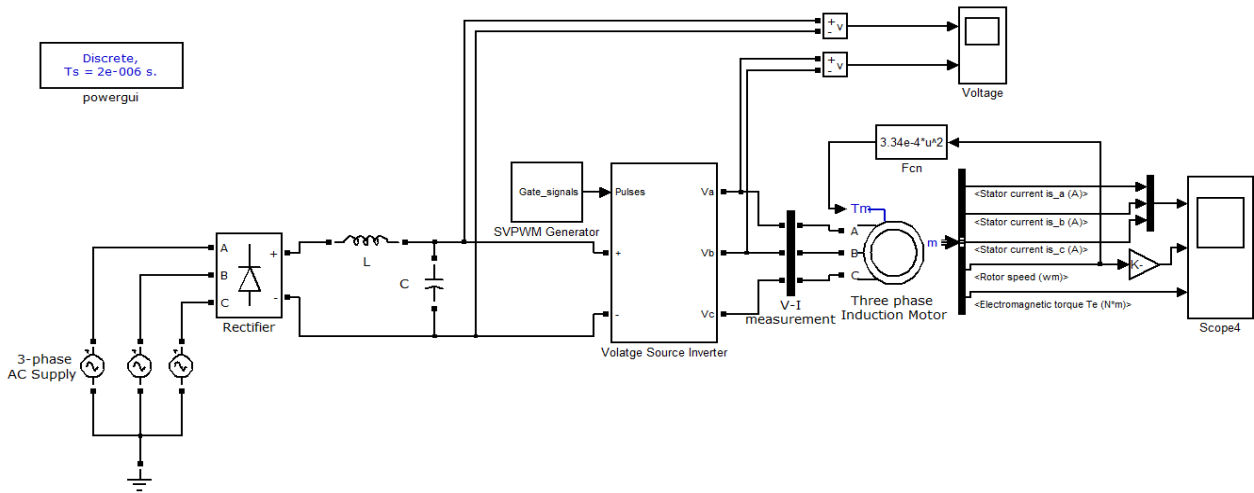 Discrete,
Ts = 2e-006 s.
powergui
+
-
v
+
-
v
Voltage
3.34e-4*u^2
Fcn
Gate_signals
SVPWM Generator
Pulses
Va
Vb
Vc
+
-
Volatge Source Inverter
Tm
A
B
C
m
Three phase
Induction Motor
V-I
measurement
<Stator current is_a (A)>
<Stator current is_b (A)>
<Stator current is_c (A)>
<Rotor speed (wm)>
<Electromagnetic torque Te (N*m)>
K-
Scope4
A
B
C
+
-
Rectifier
L
C
3-phase
AC Supply